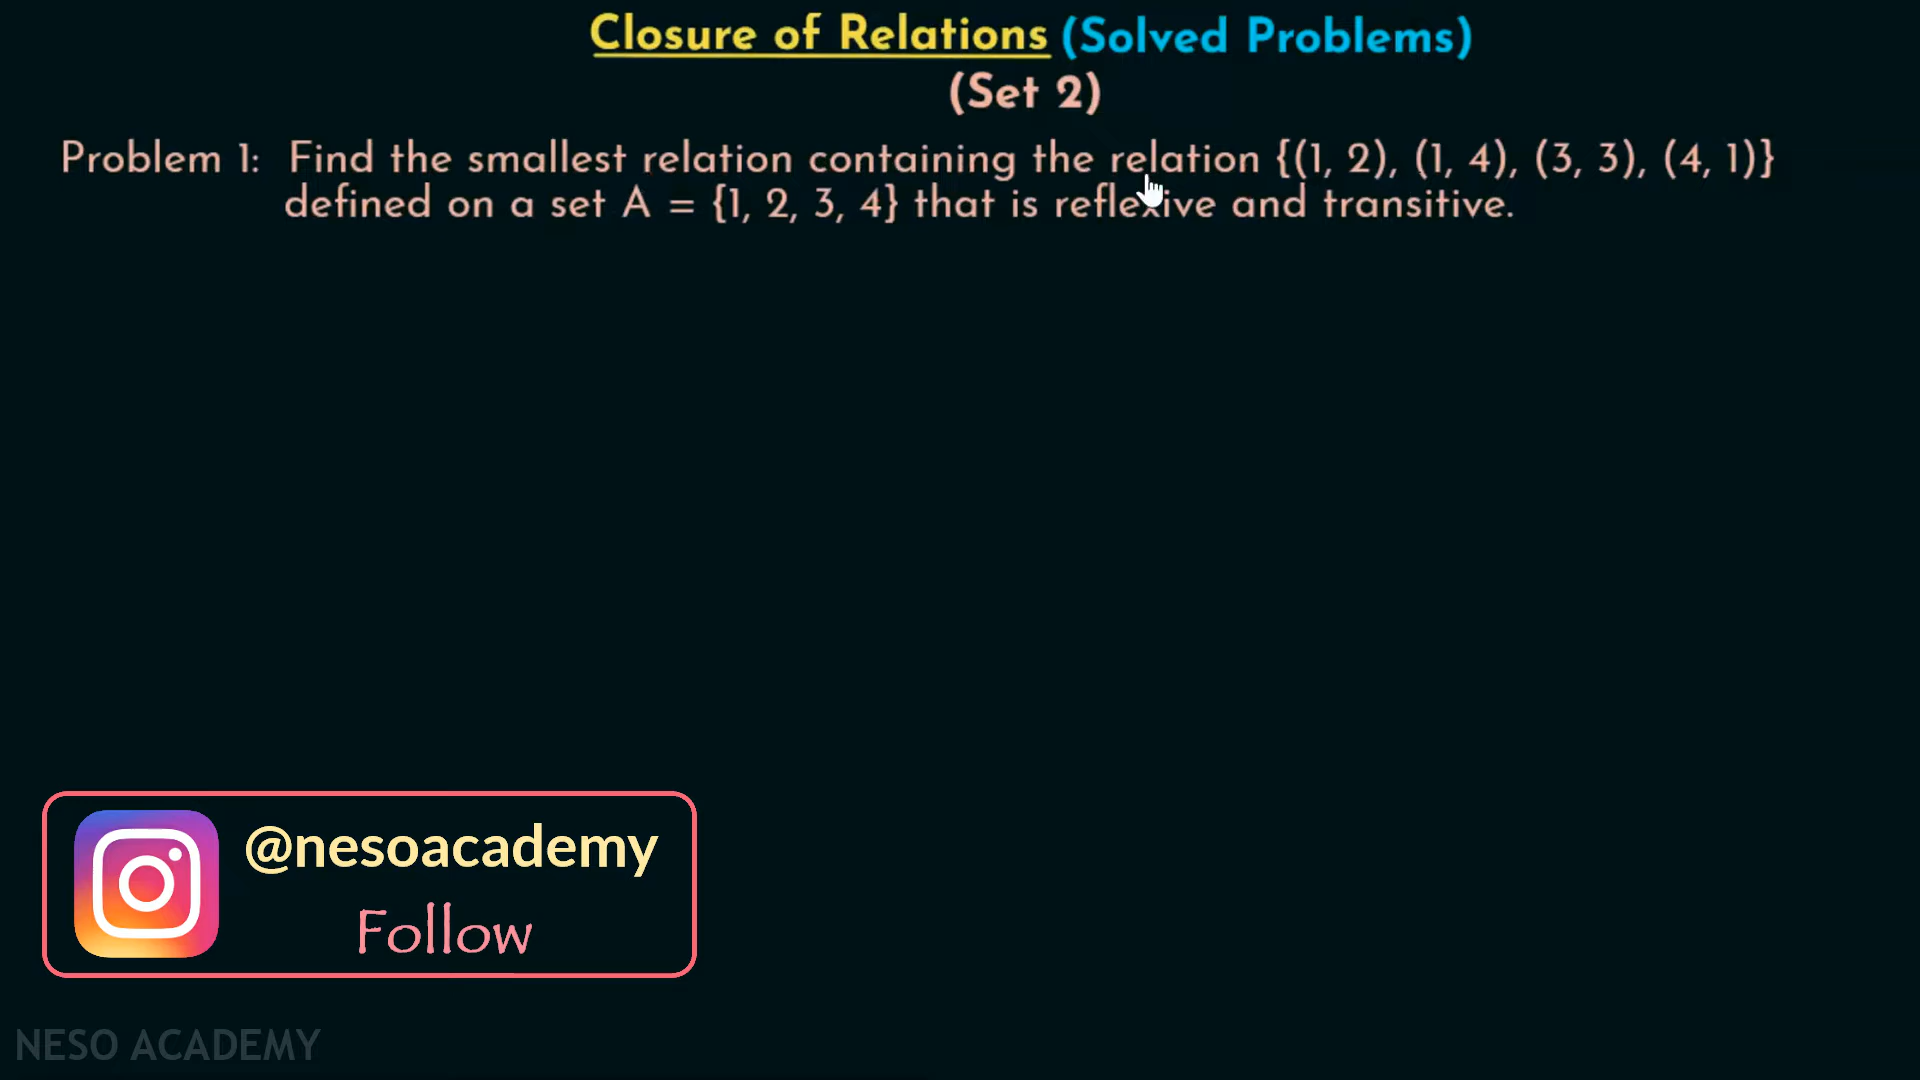 Closure of Relations (Solved Problems)
(Set 2)
Problem 1: Find the smallest relation containing the relation {(1, 2), (1, 4), (3, 3), (4, 1)}
defined on a set A = {1, 2, 3, 4} that is reflexive and transitive.
@nesoacademy
Follow
NESO ACADEMY